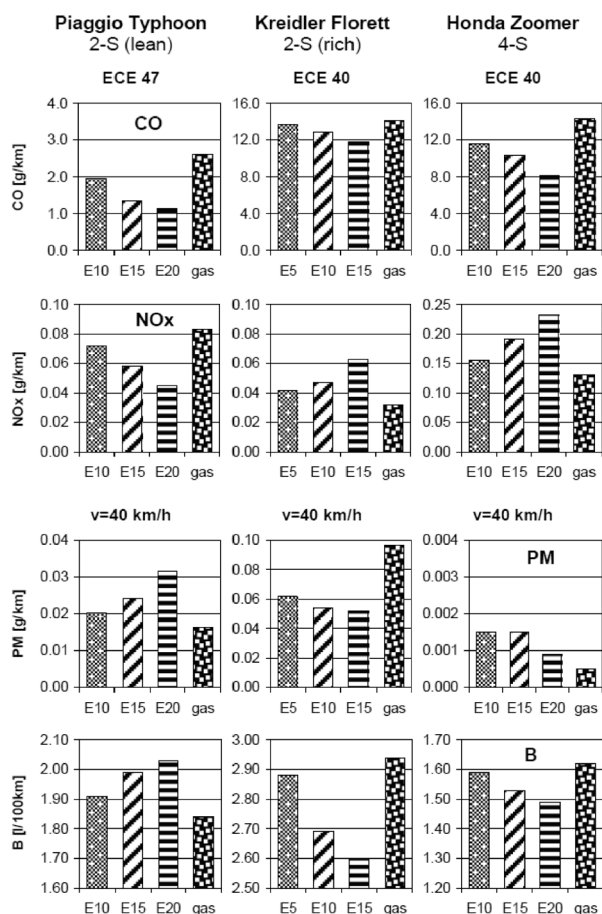 Piaggio Typhoon Kreidler Florett Honda Zoomer
2-S (lean) 2-S (rich) 4-S
ECE 47 ECE 40 ECE 40
CO [g/km]
4.0 16.0 16.0
CO
3.0 12.0 12.0
2.0 8.0 8.0
1.0 4.0 4.0
0.0 0.0 0.0
E10 E15 E20 gas E5 E10 E15 gas E10 E15 E20 gas
NOx [g/km]
0.10 0.10 0.25
NOx
0.08 0.08 0.20
0.06 0.06 0.15
0.04 0.04 0.10
0.02 0.02 0.05
0.00 0.00 0.00
E10 E15 E20 gas E5 E10 E15 gas E10 E15 E20 gas
v=40 km/h v=40 km/h v=40 km/h
PM [g/km]
0.04 0.10 0.004
PM
0.03 0.08 0.003
0.02 0.06 0.002
0.01 0.04 0.001
0.00 0.02 0.000
0.00
E10 E15 E20 gas E5 E10 E15 gas E10 E15 E20 gas
B [l/100km]
2.10 3.00 1.70
B
2.00 2.90 1.60
1.90 2.80 1.50
1.80 2.70 1.40
1.70 2.60 1.30
1.60 2.50 1.20
E10 E15 E20 gas E5 E10 E15 gas E10 E15 E20 gas